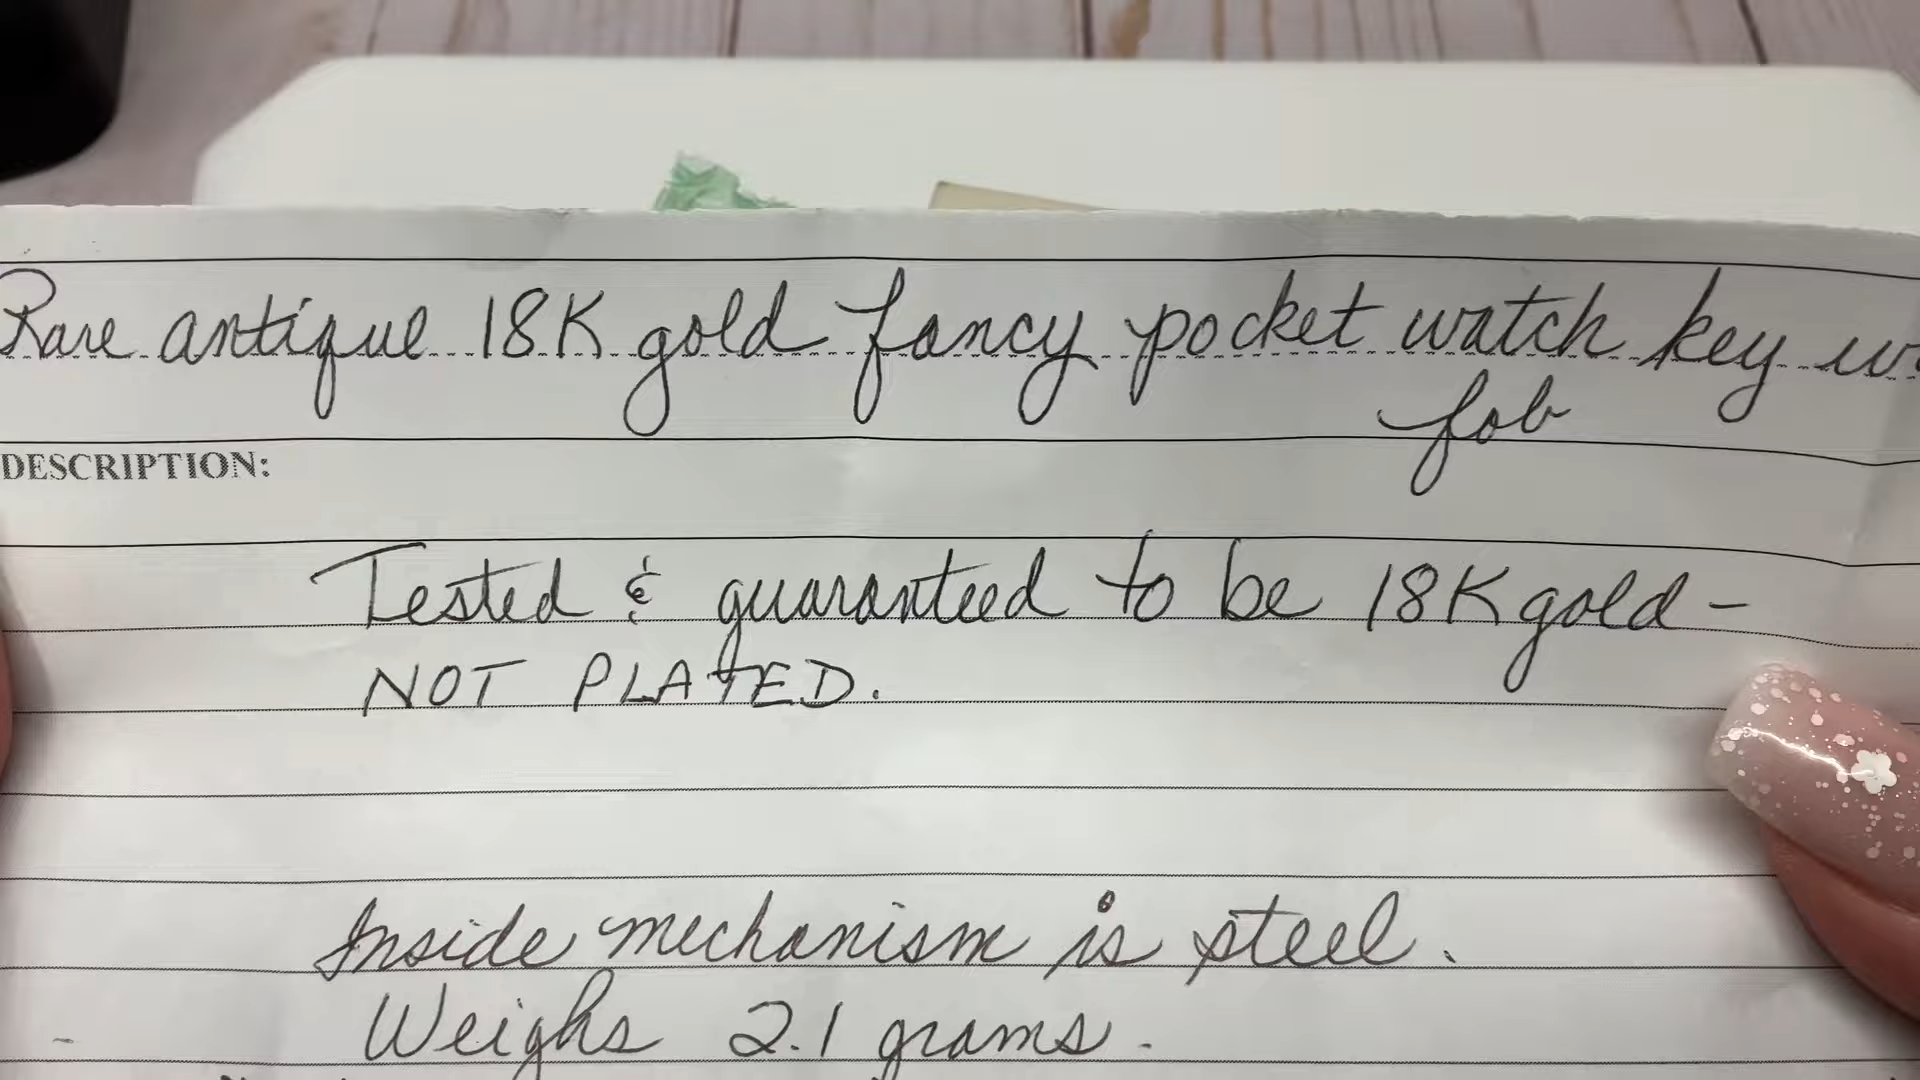 Rare antique 18K gold fancy pocket watch key
fob
DESCRIPTION:
Tested & guaranteed to be 18K gold –
NOT PLATED.
Inside mechanism is steel.
Weighs 2.1 grams.